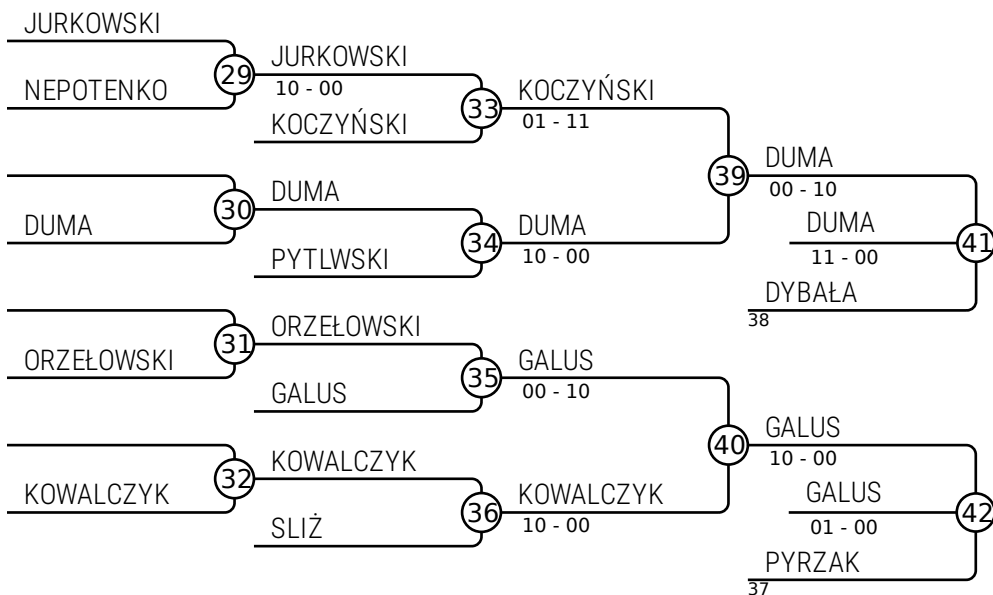 JURKOWSKI
29
NEPOTENKO
JURKOWSKI
10 - 00
33
KOCZYŃSKI
KOCZYŃSKI
01 - 11
39
30
DUMA
DUMA
34
PYTLWSKI
DUMA
10 - 00
DUMA
00 - 10
DUMA
11 - 00
41
DYBAŁA
38
31
ORZEŁOWSKI
ORZEŁOWSKI
35
GALUS
GALUS
00 - 10
40
32
KOWALCZYK
KOWALCZYK
36
SLIŻ
KOWALCZYK
10 - 00
GALUS
10 - 00
GALUS
01 - 00
42
PYRZAK
37